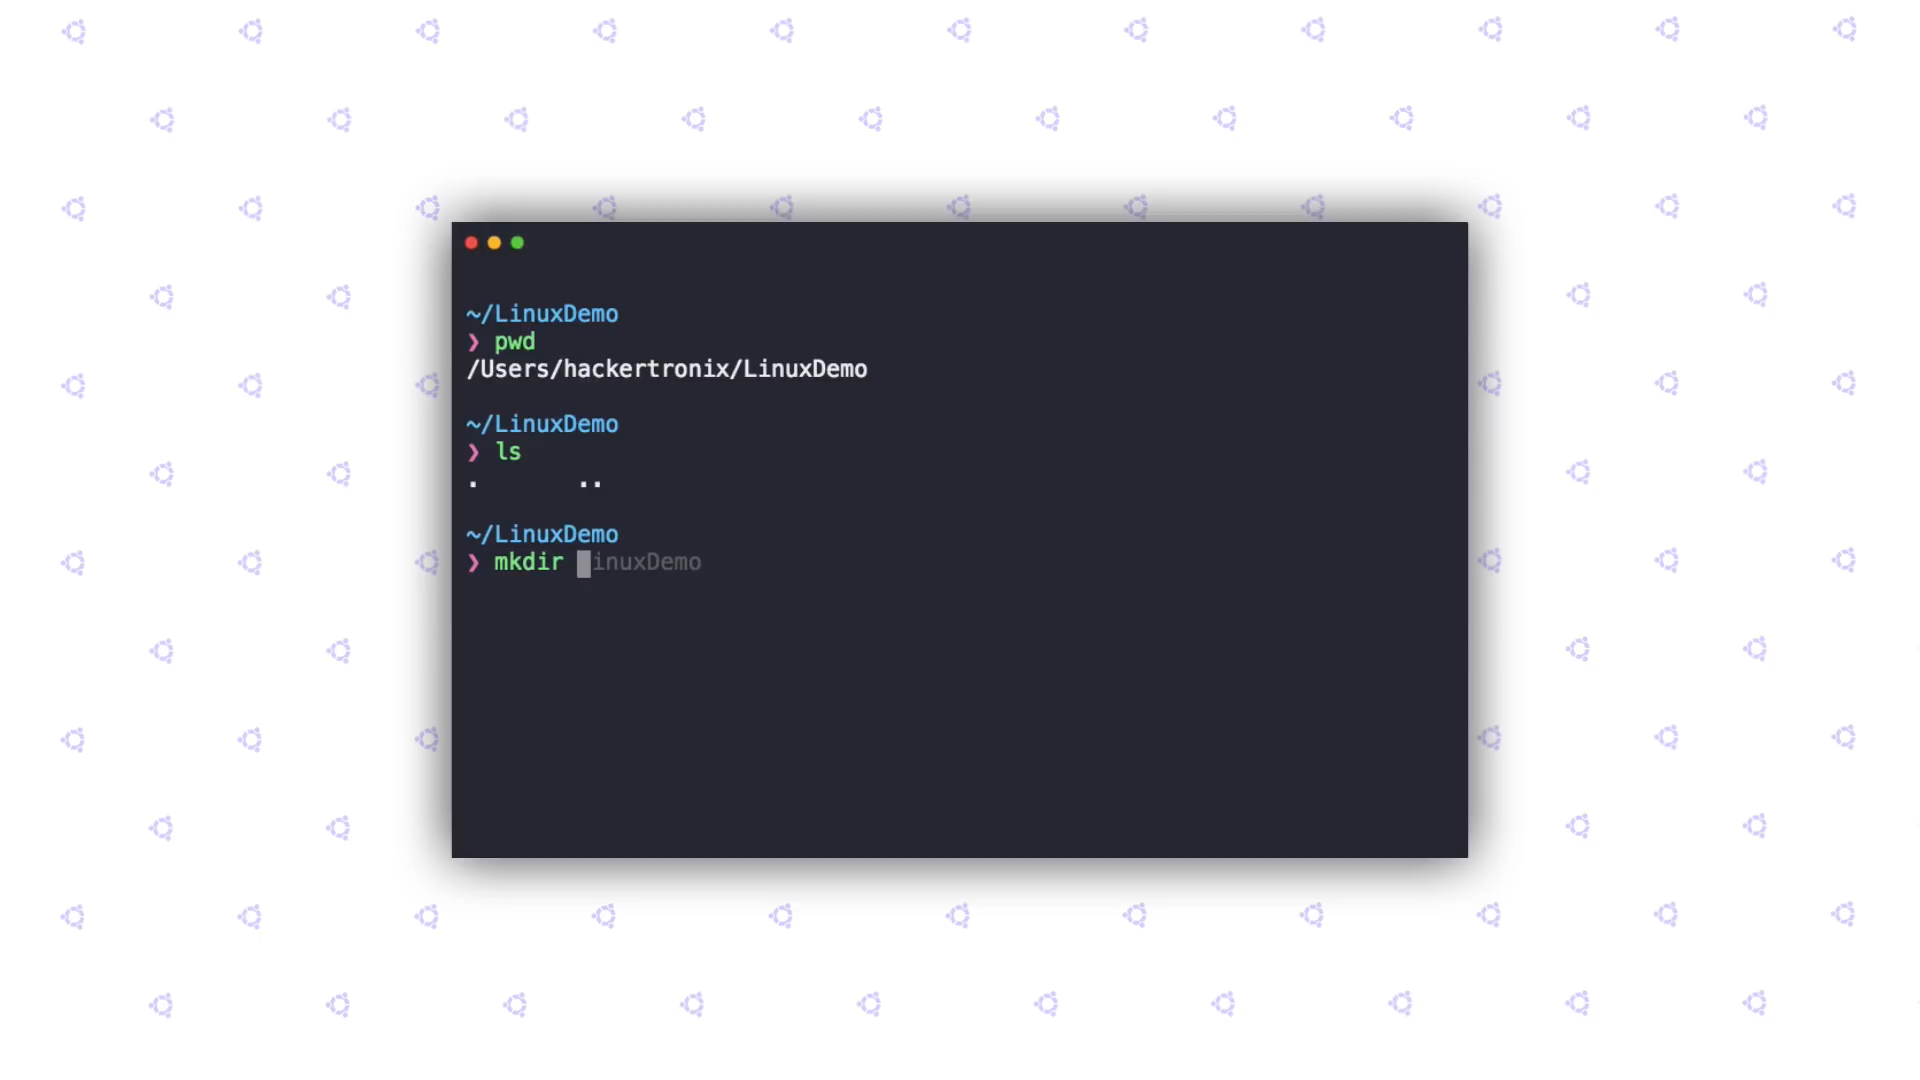 ~/LinuxDemo
❯ pwd
/Users/hackertronix/LinuxDemo
~/LinuxDemo
❯ ls
. ..
~/LinuxDemo
❯ mkdir inuxDemo